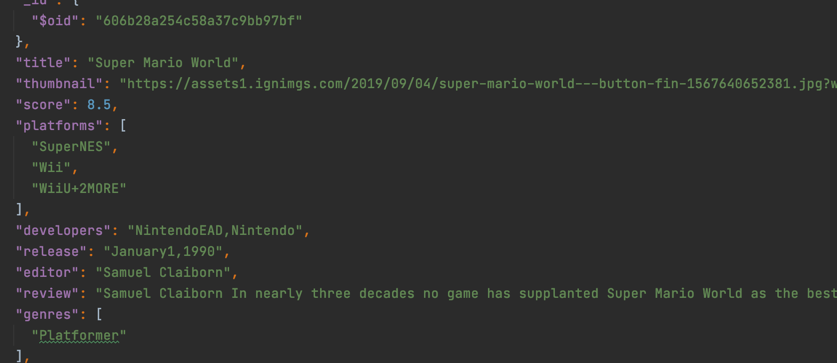 "_id": {
"$oid": "606b28a254c58a37c9bb97bf"
},
"title": "Super Mario World",
"thumbnail": "https://assets1.ignimgs.com/2019/09/04/super-mario-world---button-fin-1567640652381.jpg?w
"score": 8.5,
"platforms": [
"SuperNES",
"Wii",
"WiiU+2MORE"
],
"developers": "NintendoEAD,Nintendo",
"release": "January1,1990",
"editor": "Samuel Claiborn",
"review": "Samuel Claiborn In nearly three decades no game has supplanted Super Mario World as the best
"genres": [
"Platformer"
],